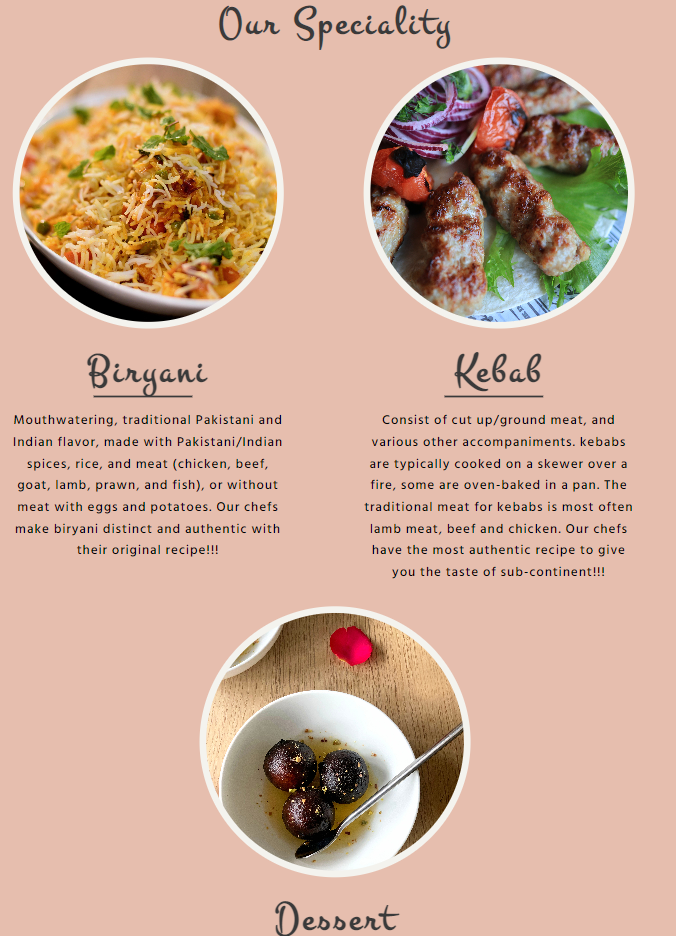 Our Speciality
Biryani
Mouthwatering, traditional Pakistani and
Indian flavor, made with Pakistani/Indian
spices, rice, and meat (chicken, beef,
goat, lamb, prawn, and fish), or without
meat with eggs and potatoes. Our chefs
make biryani distinct and authentic with
their original recipe!!!
Kebab
Consist of cut up/ground meat, and
various other accompaniments. kebabs
are typically cooked on a skewer over a
fire, some are oven-baked in a pan. The
traditional meat for kebabs is most often
lamb meat, beef and chicken. Our chefs
have the most authentic recipe to give
you the taste of sub-continent!!!
Dessert